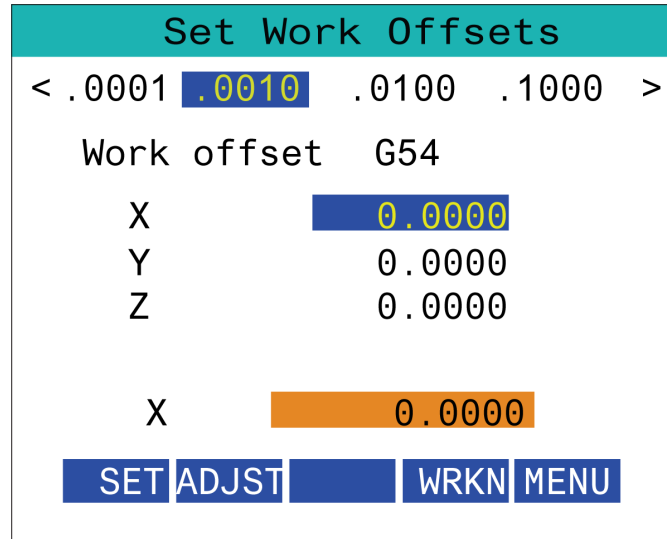 Set Work Offsets
< .0001 .0010 .0100 .1000 >
Work offset G54
X 0.0000
Y 0.0000
Z 0.0000
X 0.0000
SET ADJST WRKN MENU